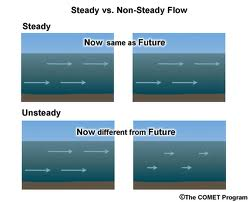 Steady vs. Non-Steady Flow
Steady
Now same as Future
Unsteady
Now different from Future
©The COMET Program